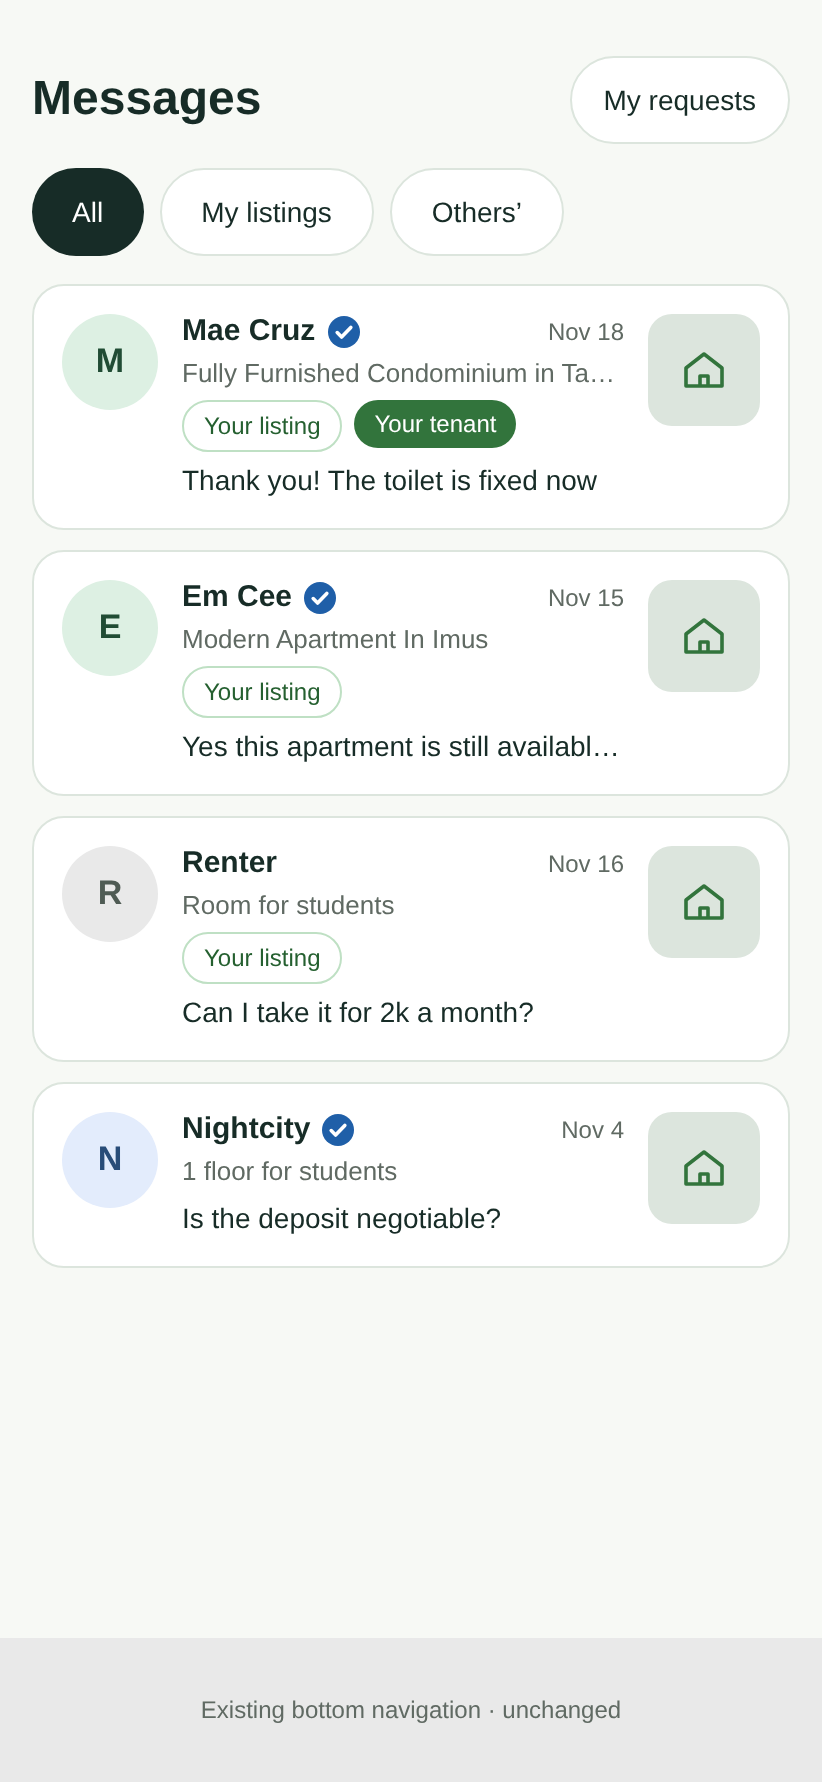 Messages
My requests
All
My listings
Others’
M
Mae Cruz
Nov 18
Fully Furnished Condominium in Ta…
Your listing
Your tenant
Thank you! The toilet is fixed now
E
Em Cee
Nov 15
Modern Apartment In Imus
Your listing
Yes this apartment is still availabl…
R
Renter
Nov 16
Room for students
Your listing
Can I take it for 2k a month?
N
Nightcity
Nov 4
1 floor for students
Is the deposit negotiable?
Existing bottom navigation · unchanged